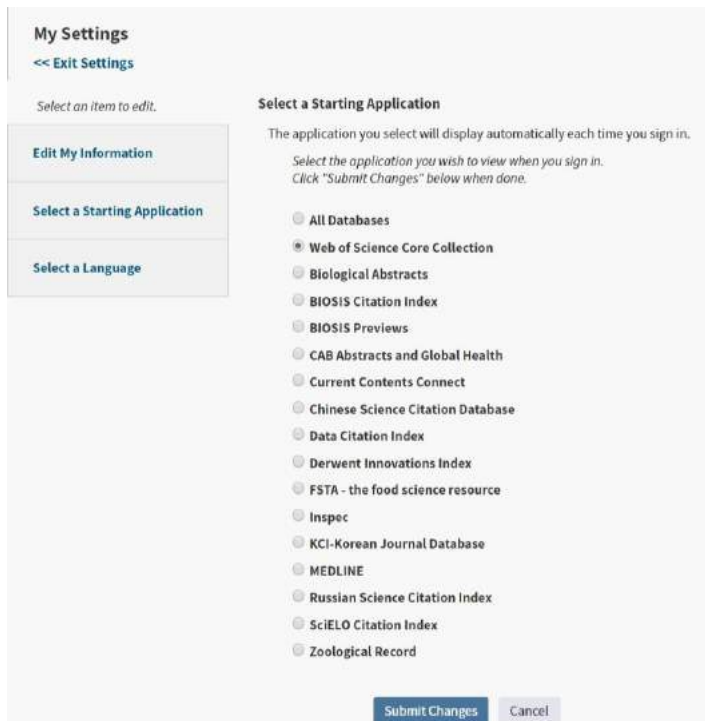 My Settings
<< Exit Settings
Select an item to edit.
Edit My Information
Select a Starting Application
Select a Language
Select a Starting Application
The application you select will display automatically each time you sign in.
Select the application you wish to view when you sign in.
Click "Submit Changes" below when done.
All Databases
Web of Science Core Collection
Biological Abstracts
BIOSIS Citation Index
BIOSIS Previews
CAB Abstracts and Global Health
Current Contents Connect
Chinese Science Citation Database
Data Citation Index
Derwent Innovations Index
FSTA - the food science resource
Inspec
KCI-Korean Journal Database
MEDLINE
Russian Science Citation Index
SciELO Citation Index
Zoological Record
Submit Changes
Cancel